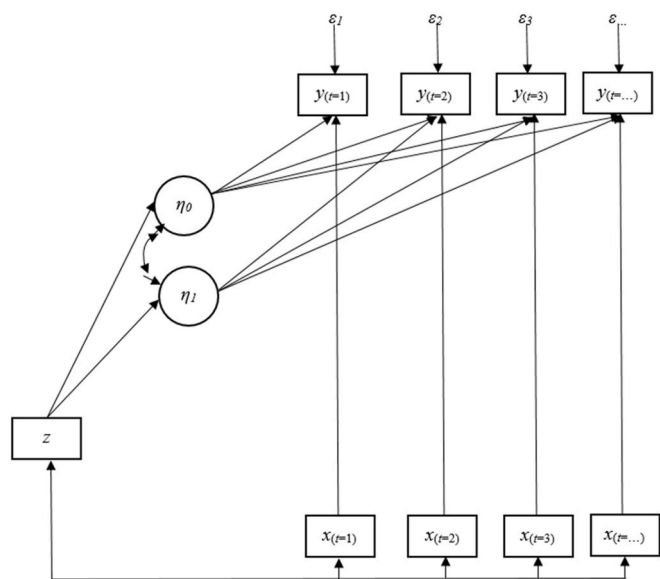 ε1 ε2 ε3 ε...
y(t=1) y(t=2) y(t=3) y(t=...)
η0
η1
z
x(t=1) x(t=2) x(t=3) x(t=...)